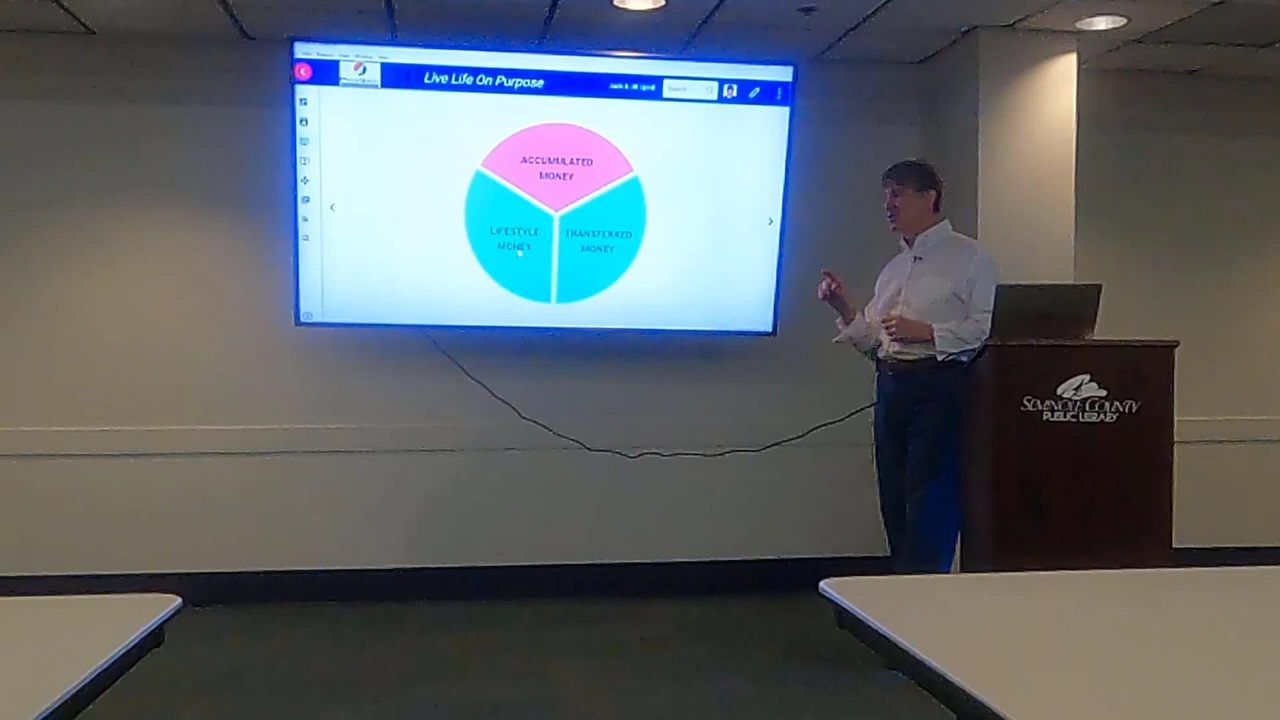 Live Life On Purpose
ACCUMULATED
MONEY
LIFESTYLE
MONEY
TRANSFERRED
MONEY
SEMINOLE COUNTY
PUBLIC LIBRARY